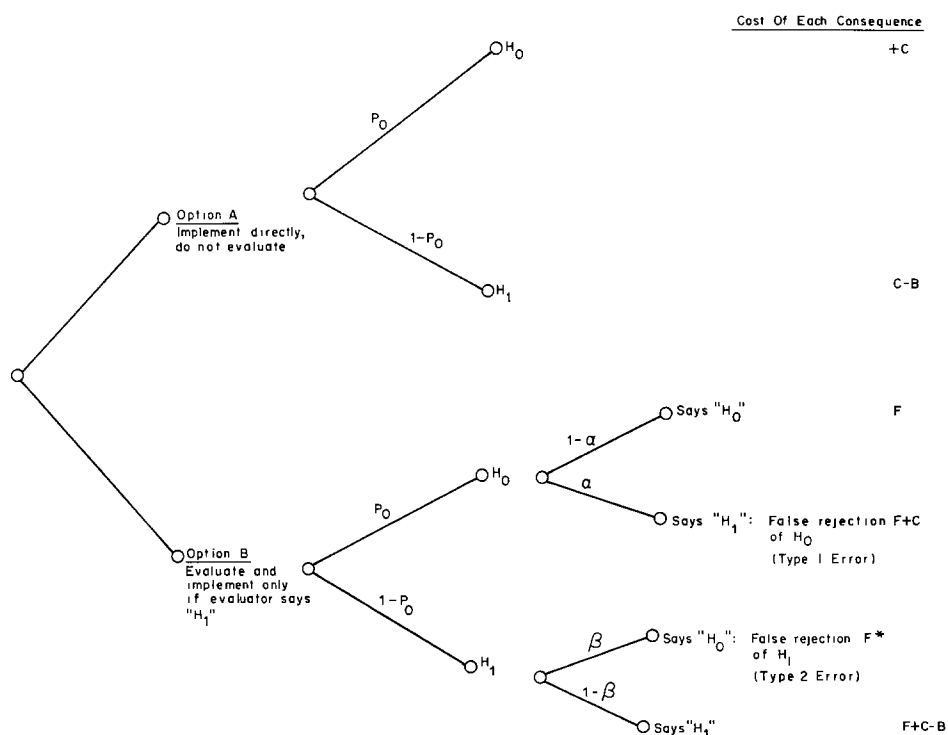 Cost Of Each Consequence
+C
H0
P0
Option A
Implement directly,
do not evaluate
1-P0
H1
C-B
Says "H0"
F
1-α
H0
α
P0
Says "H1": False rejection F+C
of H0
(Type 1 Error)
Option B
Evaluate and
implement only
if evaluator says
"H1"
1-P0
β
Says "H0": False rejection F*
of H1
(Type 2 Error)
H1
1-β
Says "H1"
F+C-B